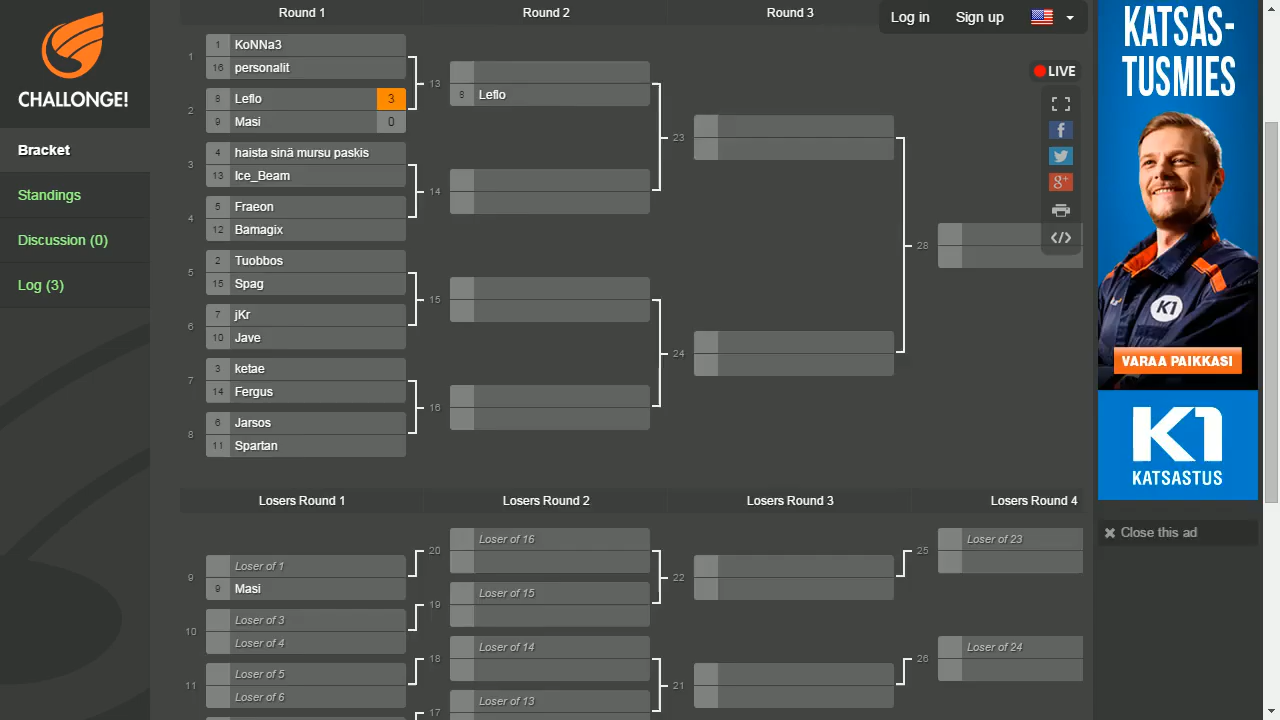 Round 1
Round 2
Round 3
Log in
Sign up
CHALLONGE!
Bracket
Standings
Discussion (0)
Log (3)
LIVE
1
1 KoNNa3
16 personalit
2
8 Leflo 3
9 Masi 0
3
4 haista sinä mursu paskis
13 Ice_Beam
4
5 Fraeon
12 Bamagix
5
2 Tuobbos
15 Spag
6
7 jKr
10 Jave
7
3 ketae
14 Fergus
8
6 Jarsos
11 Spartan
13
8 Leflo
14
15
16
23
24
28
Losers Round 1
Losers Round 2
Losers Round 3
Losers Round 4
9
Loser of 1
9 Masi
10
Loser of 3
Loser of 4
11
Loser of 5
Loser of 6
20
Loser of 16
19
Loser of 15
18
Loser of 14
17
Loser of 13
22
21
25
Loser of 23
26
Loser of 24
KATSAS-
TUSMIES
K1
VARAA PAIKKASI
K1
KATSASTUS
Close this ad